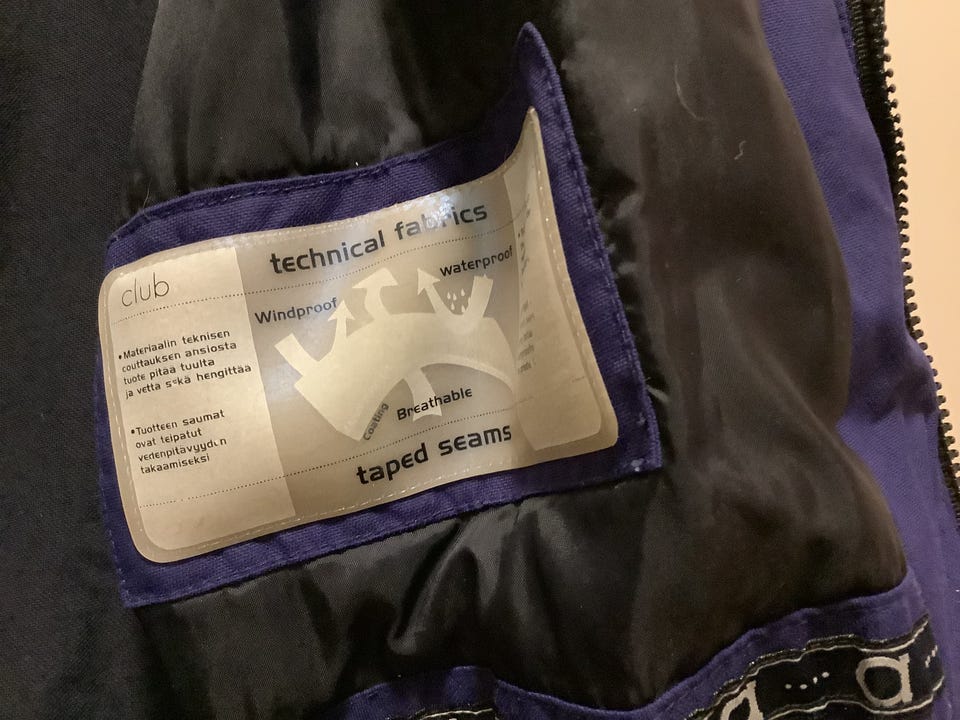 club
technical fabrics
Windproof
waterproof
•Materiaalin teknisen
couttauksen ansiosta
tuote pitää tuulta
ja vettä sekä hengittää
•Tuotteen saumat
ovat teipatut
vedenpitävyyden
takaamiseksi
Coating
Breathable
taped seams
a
a